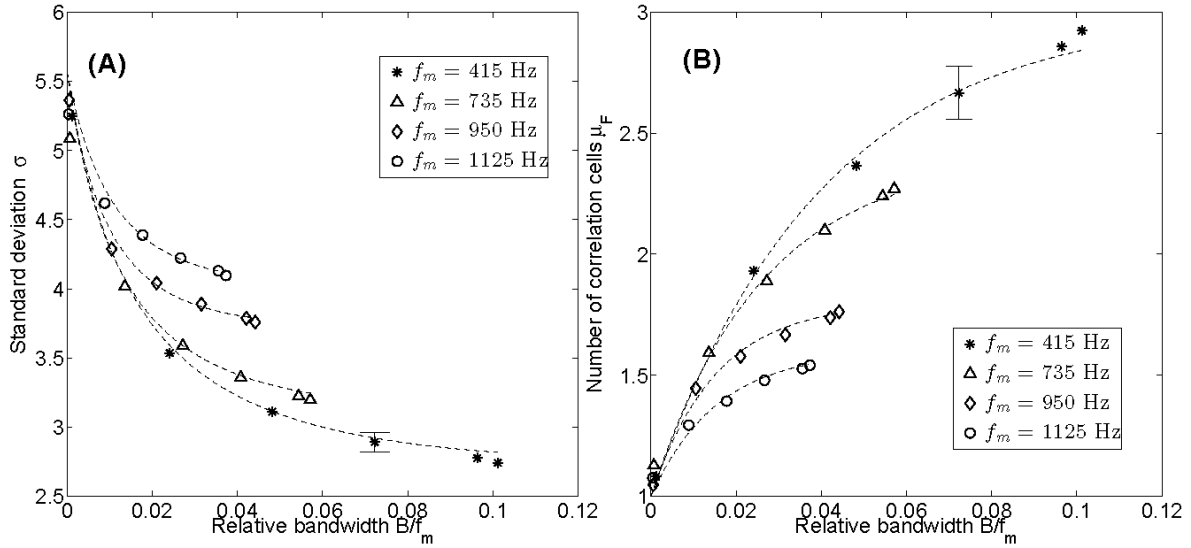 (A)
f_m = 415 Hz
f_m = 735 Hz
f_m = 950 Hz
f_m = 1125 Hz
Standard deviation σ
6
5.5
5
4.5
4
3.5
3
2.5
0
0.02
0.04
0.06
0.08
0.1
0.12
Relative bandwidth B/f_m
(B)
Number of correlation cells μ_F
3
2.5
2
1.5
1
f_m = 415 Hz
f_m = 735 Hz
f_m = 950 Hz
f_m = 1125 Hz
0
0.02
0.04
0.06
0.08
0.1
0.12
Relative bandwidth B/f_m